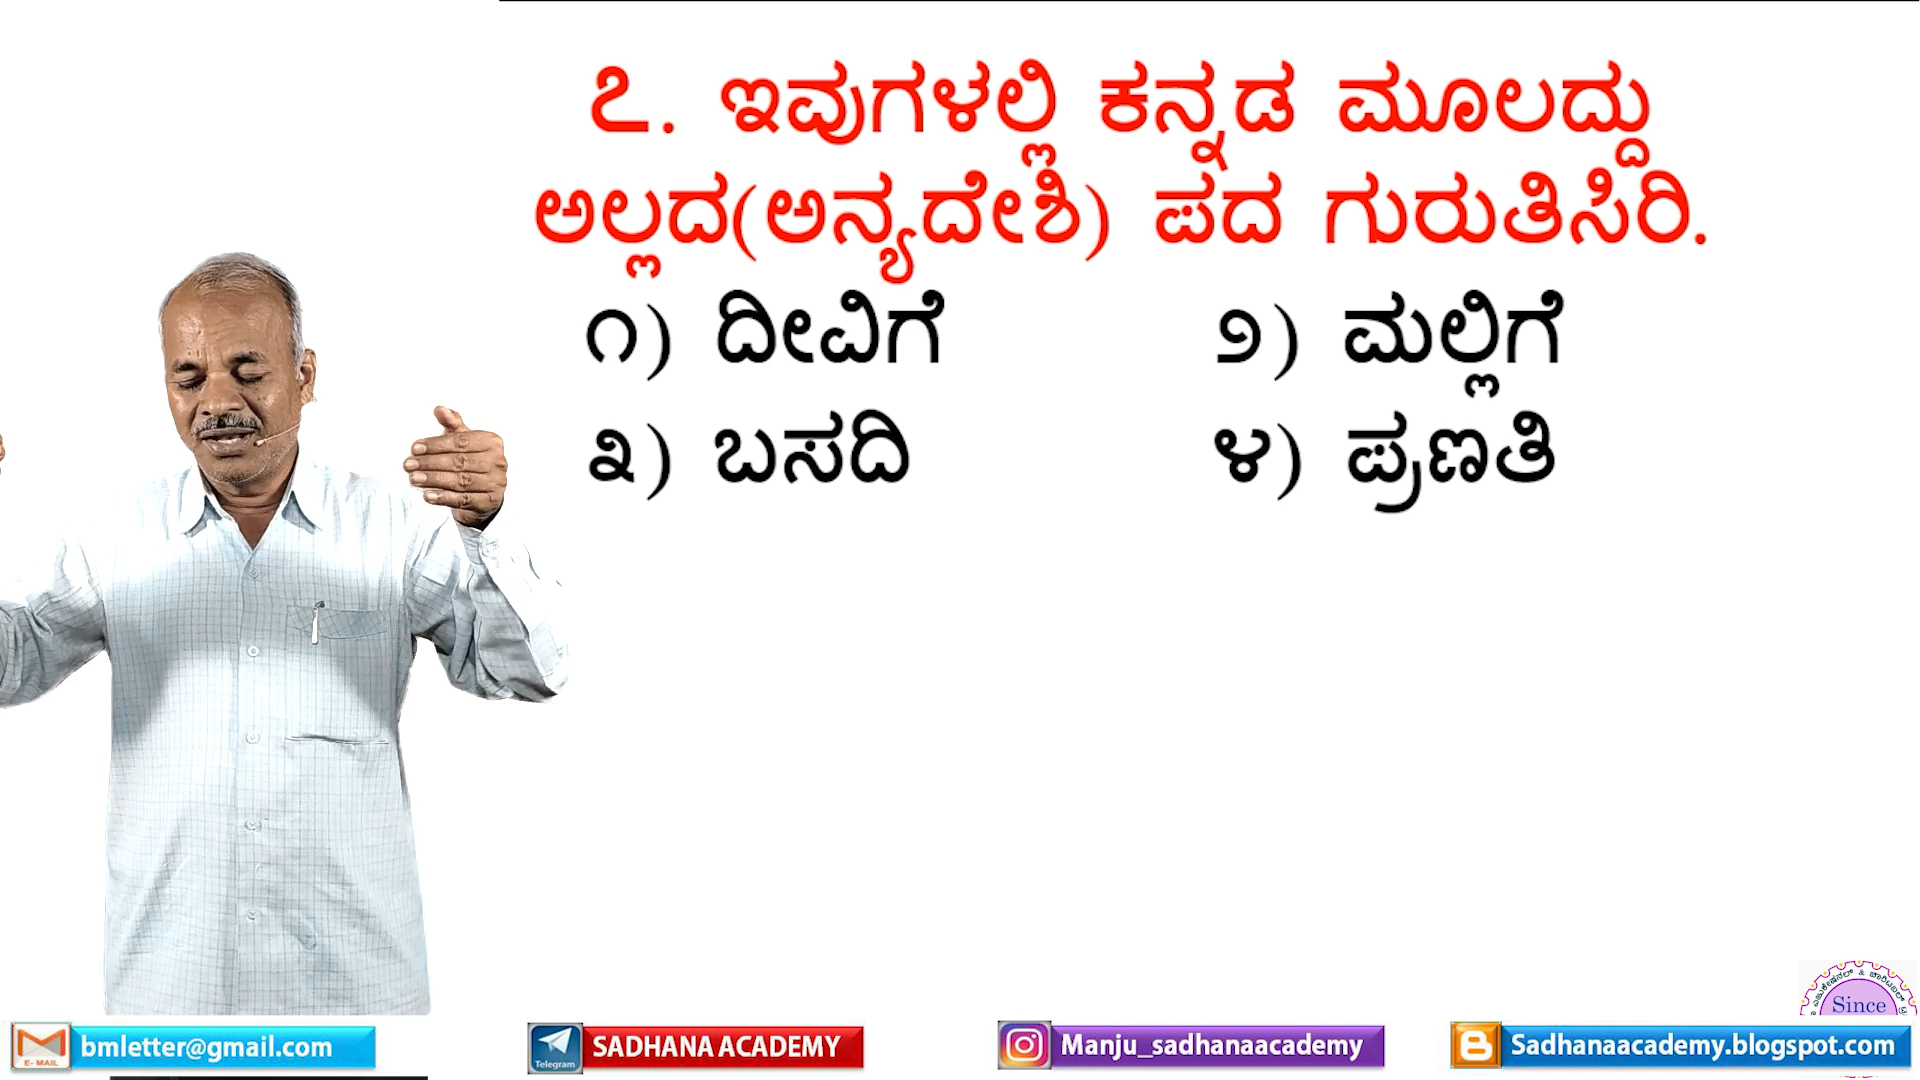 ೭. ಇವುಗಳಲ್ಲಿ ಕನ್ನಡ ಮೂಲದ್ದು
ಅಲ್ಲದ(ಅನ್ಯದೇಶಿ) ಪದ ಗುರುತಿಸಿರಿ.
೧) ದೀವಿಗೆ ೨) ಮಲ್ಲಿಗೆ
೩) ಬಸದಿ ೪) ಪ್ರಣತಿ
Since
E-MAIL bmletter@gmail.com
Telegram SADHANA ACADEMY
Manju_sadhanaacademy
Sadhanaacademy.blogspot.com